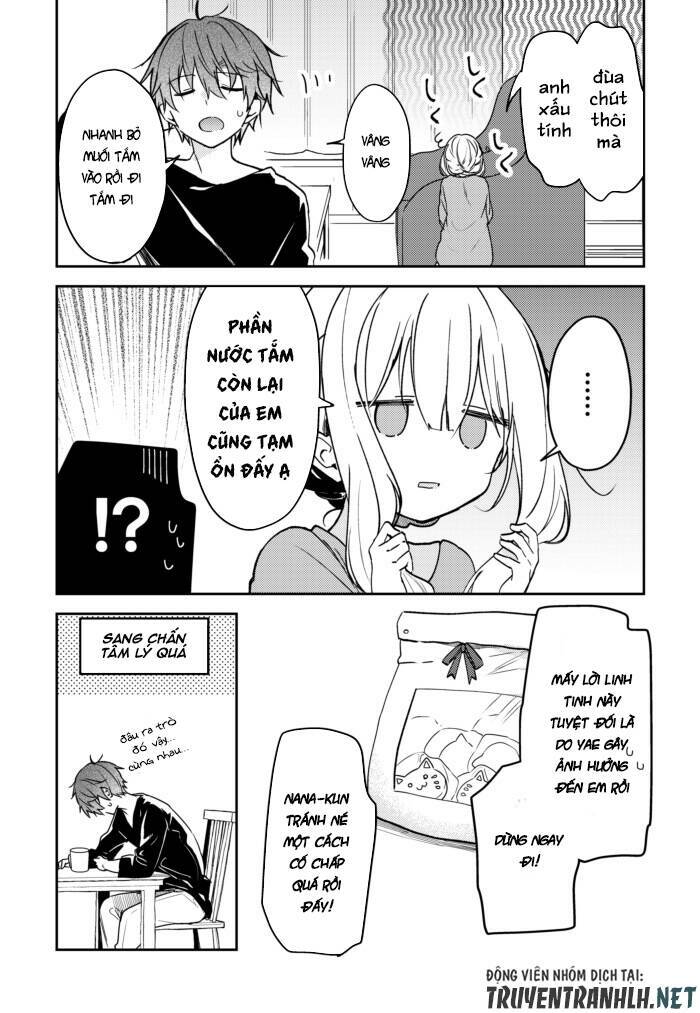 đùa
chút
thôi mà
anh
xấu
tính
VÂNG
VÂNG
NHANH BỎ
MUỐI TẮM
VÀO RỒI ĐI
TẮM ĐI
......
PHẦN
NƯỚC TẮM
CÒN LẠI
CỦA EM
CŨNG TẠM
ỔN ĐẤY Ạ
!?
MẤY LỜI LINH
TINH NÀY
TUYỆT ĐỐI LÀ
DO YAE GÂY
ẢNH HƯỞNG
ĐẾN EM RỒI
DỪNG NGAY
ĐI!
NANA-KUN
TRÁNH NÉ
MỘT CÁCH
CỐ CHẤP
QUÁ RỒI
ĐẤY!
SANG CHẤN
TÂM LÝ QUÁ
đâu ra trò
đó vậy...
cùng nhau...
ĐỘNG VIÊN NHÓM DỊCH TẠI:
TRUYENTRANHLH.NET